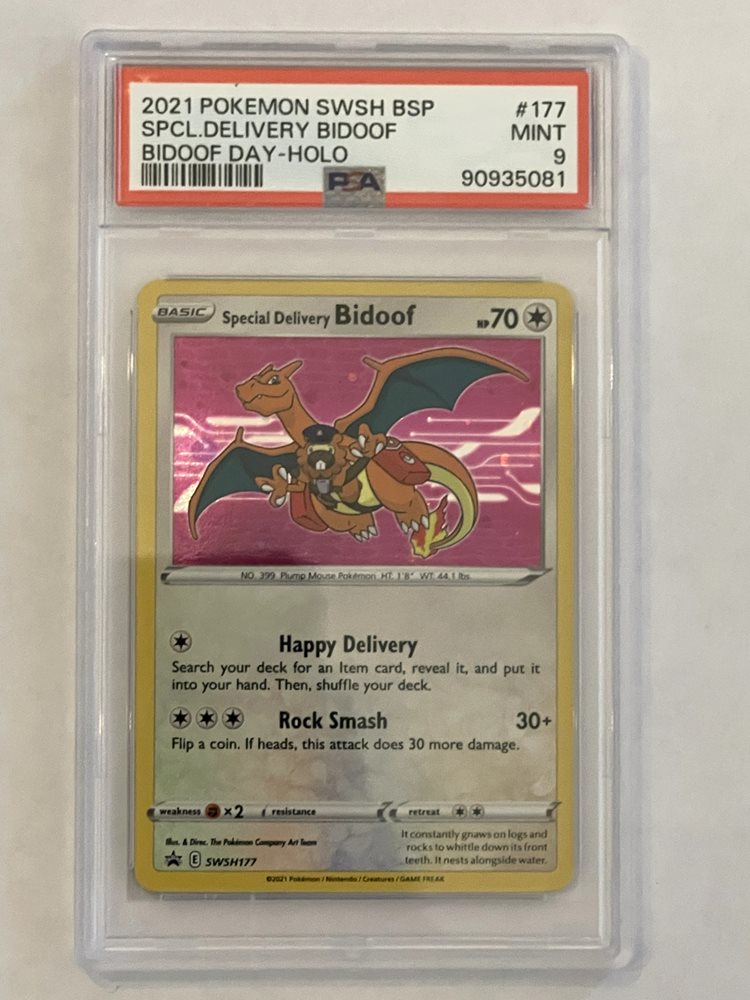 2021 POKEMON SWSH BSP #177
SPCL.DELIVERY BIDOOF MINT
BIDOOF DAY-HOLO 9
PSA 90935081
BASIC Special Delivery Bidoof HP 70
NO. 399 Plump Mouse Pokémon HT: 1'8" WT: 44.1 lbs.
Happy Delivery
Search your deck for an Item card, reveal it, and put it
into your hand. Then, shuffle your deck.
Rock Smash 30+
Flip a coin. If heads, this attack does 30 more damage.
weakness ×2 resistance retreat
Illus. & Direc. The Pokémon Company Art Team
E SWSH177
It constantly gnaws on logs and
rocks to whittle down its front
teeth. It nests alongside water.
©2021 Pokémon / Nintendo / Creatures / GAME FREAK